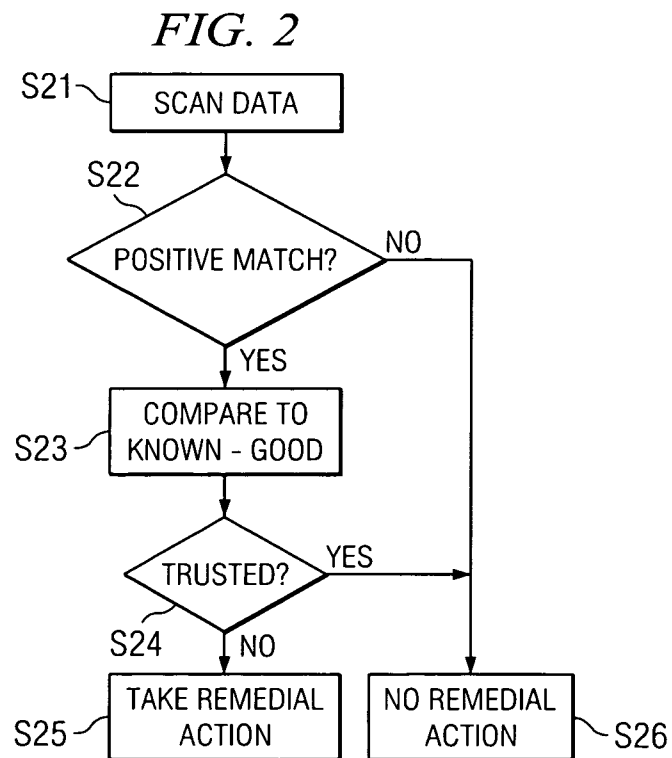 FIG. 2
S21
SCAN DATA
S22
POSITIVE MATCH?
NO
YES
S23
COMPARE TO
KNOWN - GOOD
TRUSTED?
YES
S24
NO
S25
TAKE REMEDIAL
ACTION
NO REMEDIAL
ACTION
S26